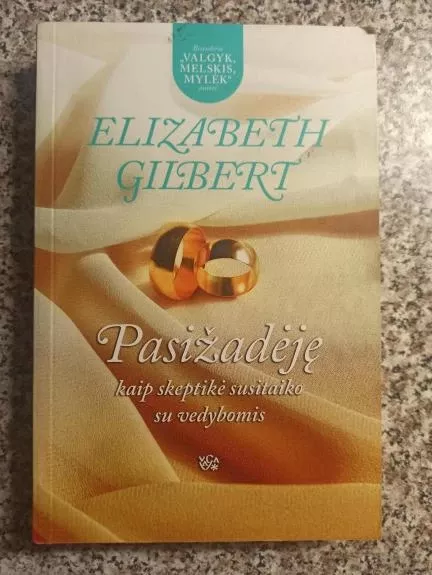 Bestselerio
„VALGYK,
MELSKIS,
MYLĖK“
autorė
ELIZABETH
GILBERT
Pasižadėję
kaip skeptikė susitaiko
su vedybomis